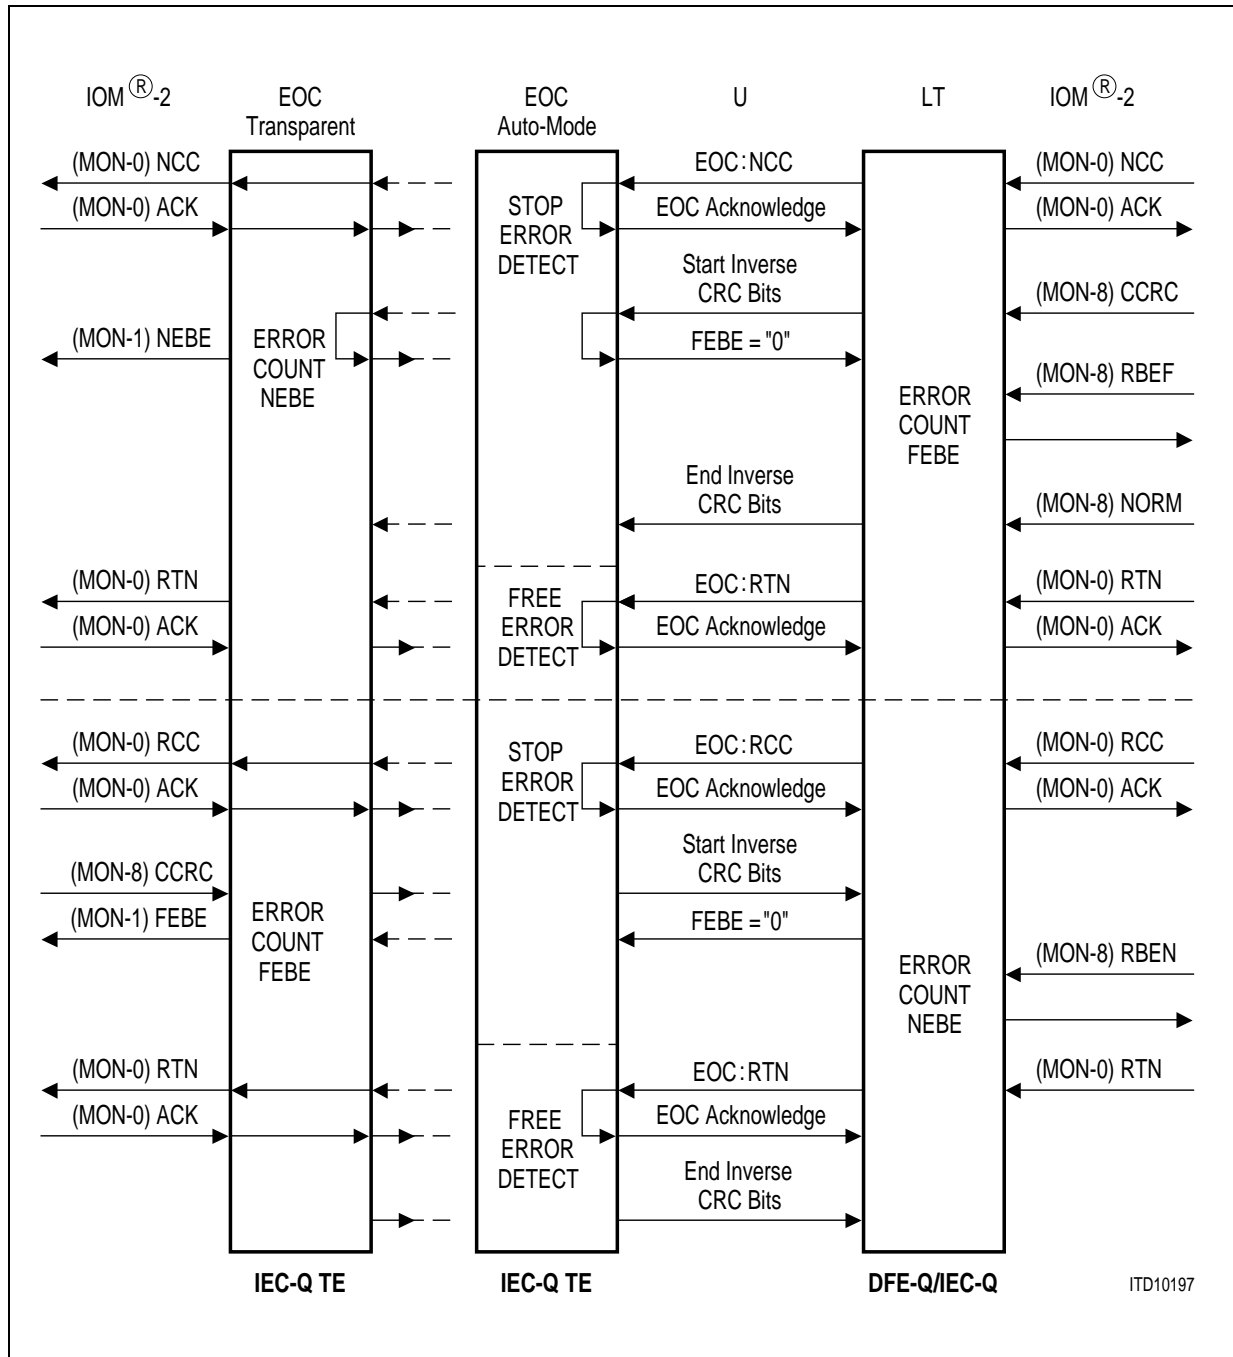 IOM®-2 EOC EOC U LT IOM®-2
Transparent Auto-Mode
(MON-0) NCC EOC:NCC (MON-0) NCC
(MON-0) ACK STOP EOC Acknowledge (MON-0) ACK
ERROR
DETECT Start Inverse
CRC Bits (MON-8) CCRC
(MON-1) NEBE ERROR FEBE = "0"
COUNT (MON-8) RBEF
NEBE ERROR
COUNT
FEBE
End Inverse
CRC Bits (MON-8) NORM
(MON-0) RTN FREE EOC:RTN (MON-0) RTN
(MON-0) ACK ERROR EOC Acknowledge (MON-0) ACK
DETECT
(MON-0) RCC STOP EOC:RCC (MON-0) RCC
(MON-0) ACK ERROR EOC Acknowledge (MON-0) ACK
DETECT
Start Inverse
(MON-8) CCRC CRC Bits
(MON-1) FEBE ERROR FEBE = "0"
COUNT
FEBE ERROR (MON-8) RBEN
COUNT
NEBE
(MON-0) RTN EOC:RTN (MON-0) RTN
(MON-0) ACK FREE EOC Acknowledge
ERROR
DETECT End Inverse
CRC Bits
IEC-Q TE IEC-Q TE DFE-Q/IEC-Q ITD10197